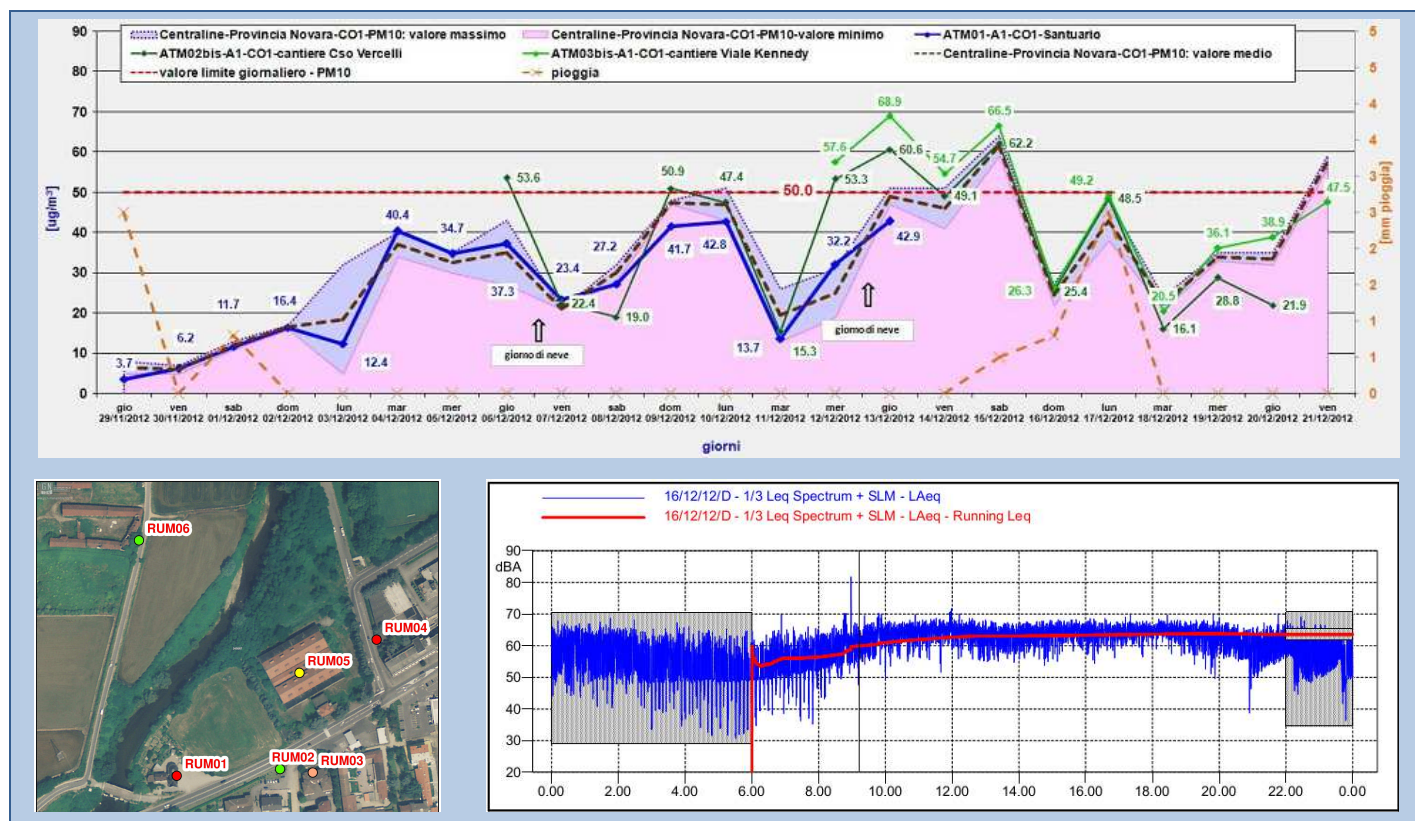 Centraline-Provincia Novara-CO1-PM10: valore massimo
Centraline-Provincia Novara-CO1-PM10-valore minimo
ATM01-A1-CO1-Santuario
ATM02bis-A1-CO1-cantiere Cso Vercelli
ATM03bis-A1-CO1-cantiere Viale Kennedy
Centraline-Provincia Novara-CO1-PM10: valore medio
valore limite giornaliero - PM10
pioggia
90
80
70
60
50
40
30
20
10
0
[ug/m³]
5
5
4
4
3
3
2
2
1
1
0
[mm pioggia]
3.7
6.2
11.7
16.4
12.4
40.4
34.7
37.3
53.6
23.4
22.4
27.2
19.0
50.9
41.7
47.4
42.8
50.0
13.7
15.3
57.6
53.3
32.2
68.9
60.6
42.9
54.7
49.1
66.5
62.2
26.3
25.4
49.2
48.5
20.5
16.1
36.1
28.8
38.9
21.9
47.5
giorno di neve
giorno di neve
gio ven sab dom lun mar mer gio ven sab dom lun mar mer gio ven sab dom lun mar mer gio ven
29/11/2012 30/11/2012 01/12/2012 02/12/2012 03/12/2012 04/12/2012 05/12/2012 06/12/2012 07/12/2012 08/12/2012 09/12/2012 10/12/2012 11/12/2012 12/12/2012 13/12/2012 14/12/2012 15/12/2012 16/12/2012 17/12/2012 18/12/2012 19/12/2012 20/12/2012 21/12/2012
giorni
RUM06
RUM04
RUM05
RUM01
RUM02
RUM03
16/12/12/D - 1/3 Leq Spectrum + SLM - LAeq
16/12/12/D - 1/3 Leq Spectrum + SLM - LAeq - Running Leq
90
dBA
80
70
60
50
40
30
20
0.00 2.00 4.00 6.00 8.00 10.00 12.00 14.00 16.00 18.00 20.00 22.00 0.00